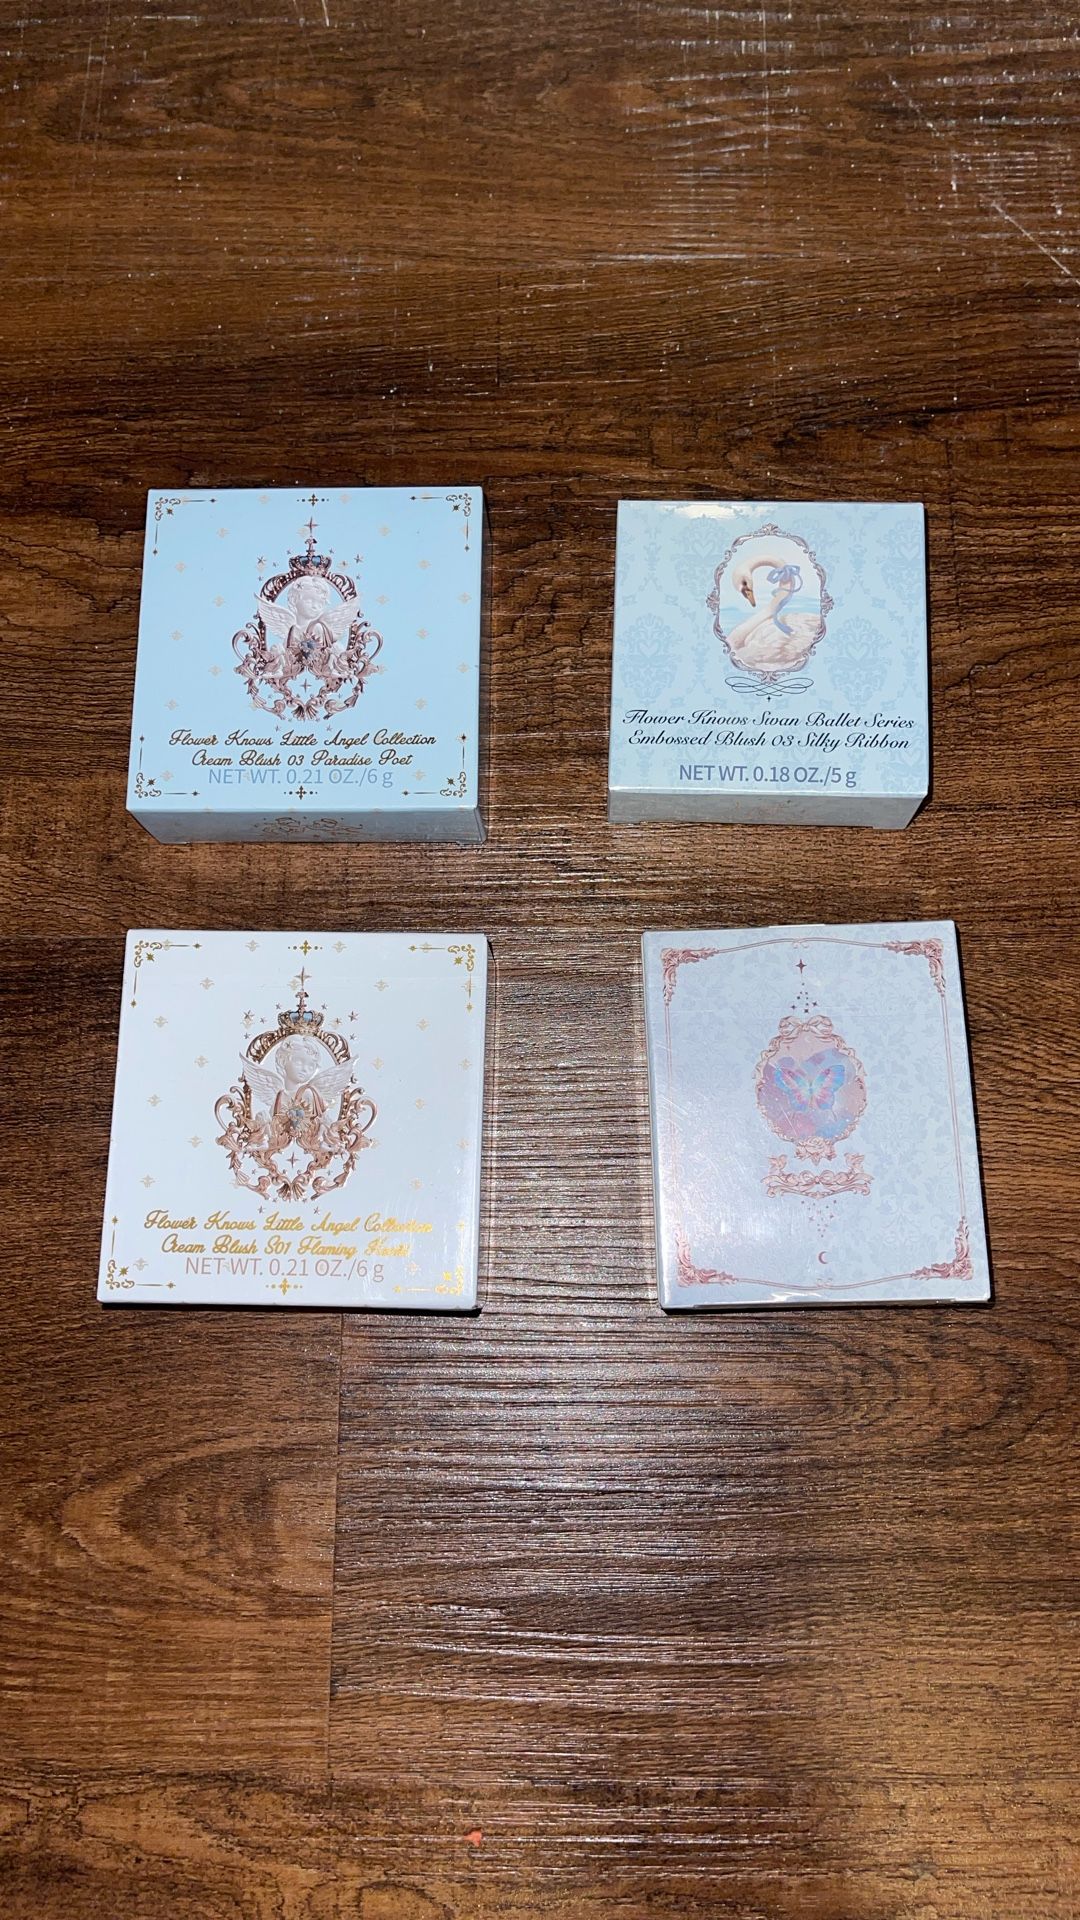 Flower Knows Little Angel Collection
Cream Blush 03 Paradise Poet
NET WT. 0.21 OZ./6 g
Flower Knows Swan Ballet Series
Embossed Blush 03 Silky Ribbon
NET WT. 0.18 OZ./5 g
Flower Knows Little Angel Collection
Cream Blush S01 Flaming Heart
NET WT. 0.21 OZ./6 g